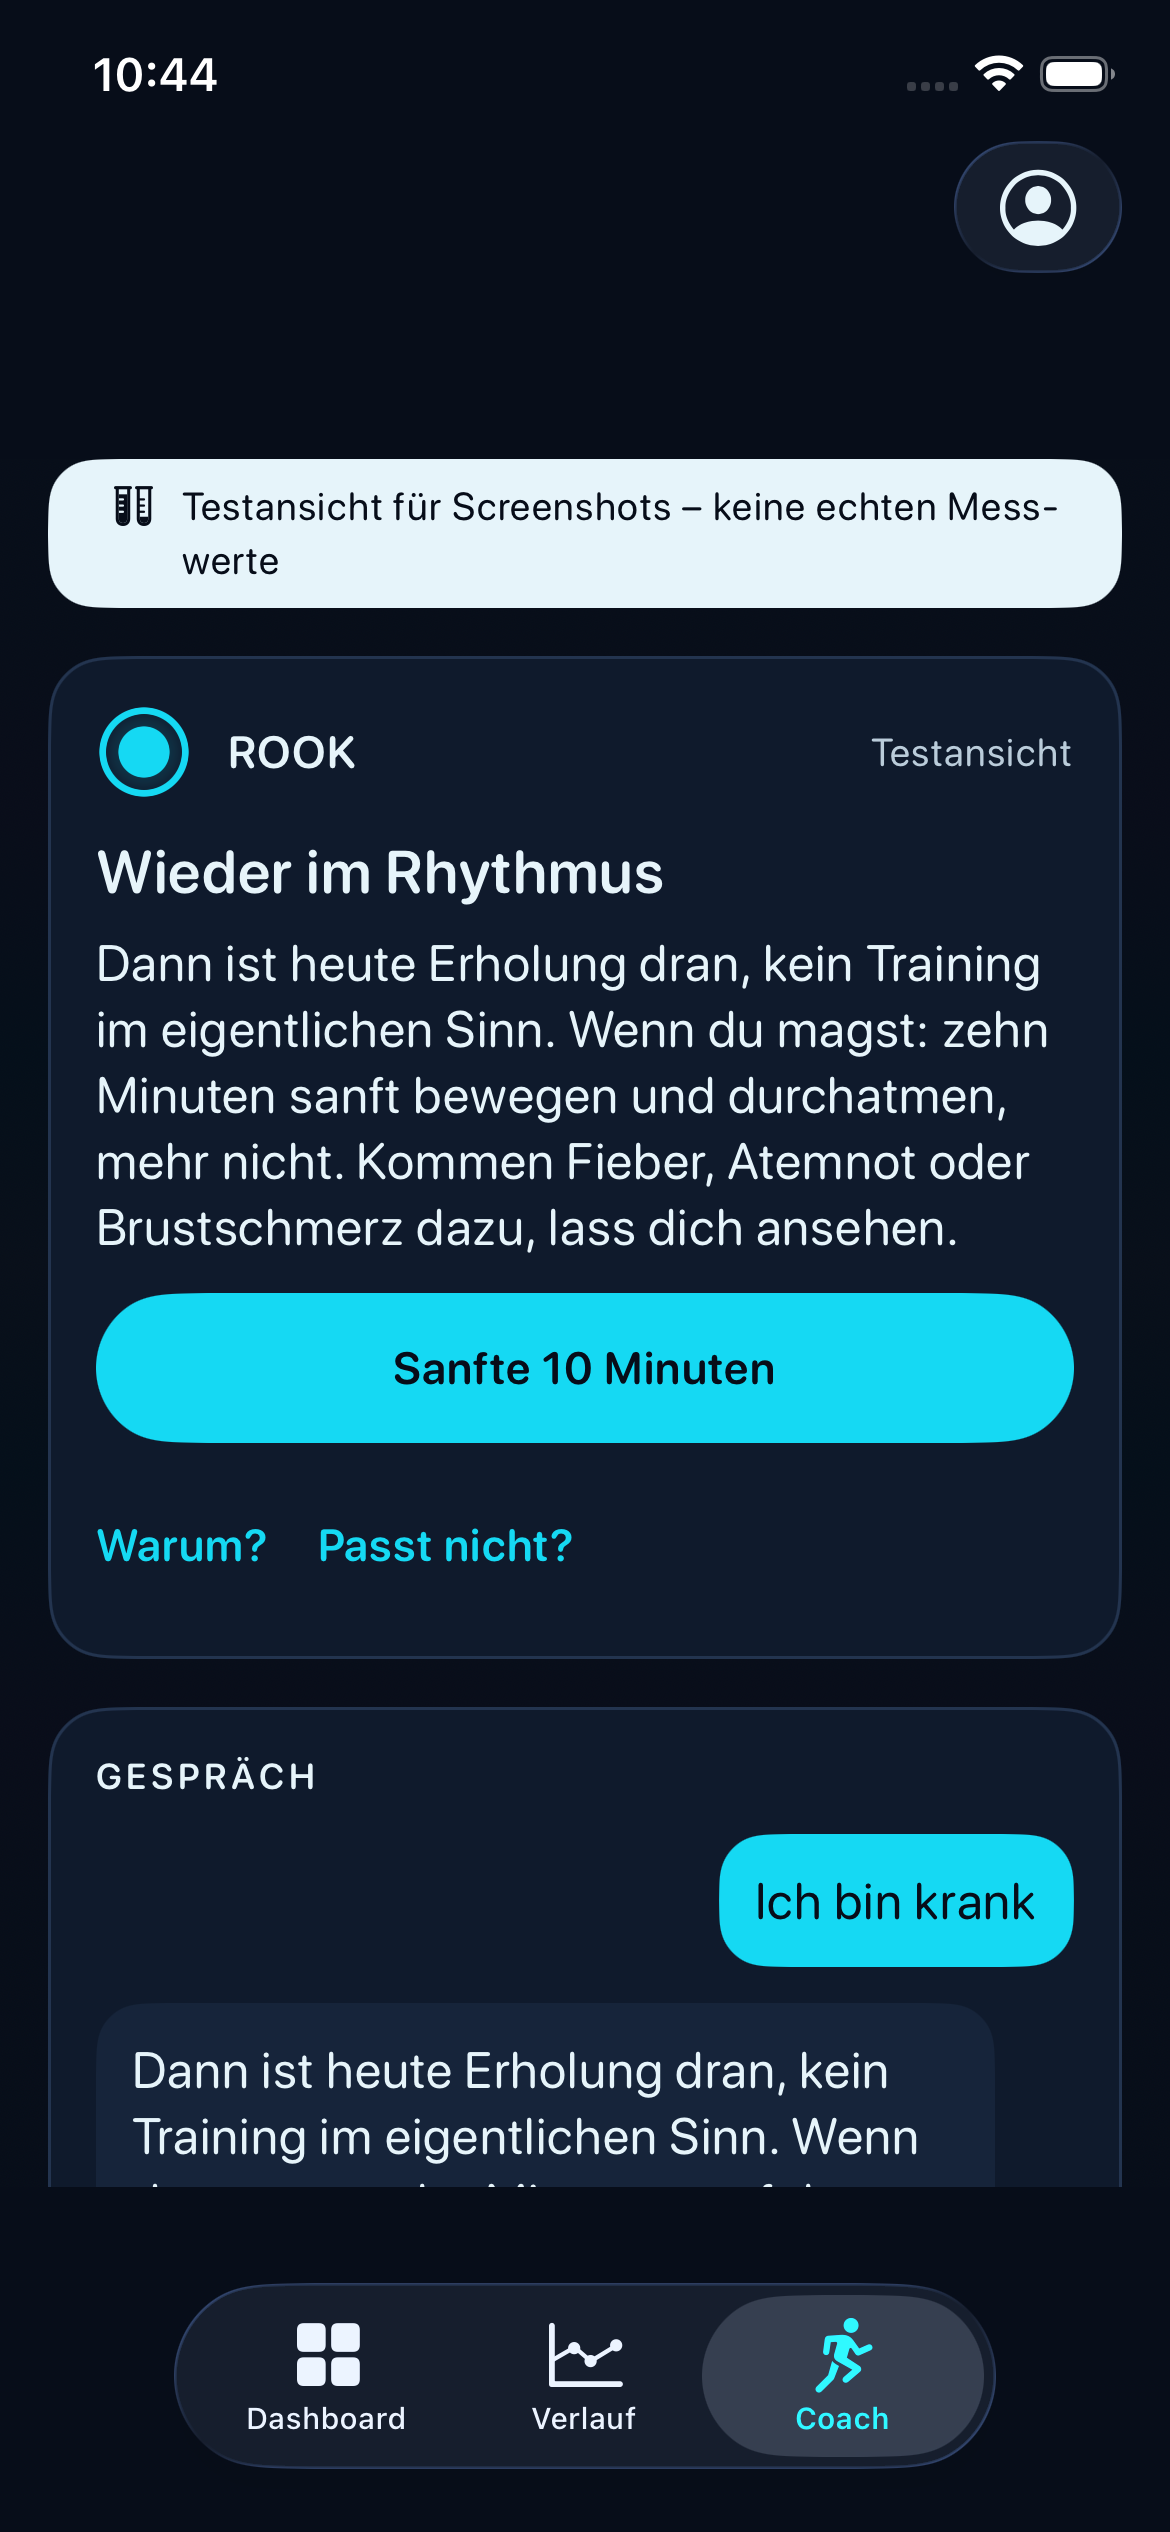 10:44
Testansicht für Screenshots – keine echten Mess-
werte
ROOK
Testansicht
Wieder im Rhythmus
Dann ist heute Erholung dran, kein Training
im eigentlichen Sinn. Wenn du magst: zehn
Minuten sanft bewegen und durchatmen,
mehr nicht. Kommen Fieber, Atemnot oder
Brustschmerz dazu, lass dich ansehen.
Sanfte 10 Minuten
Warum? Passt nicht?
GESPRÄCH
Ich bin krank
Dann ist heute Erholung dran, kein
Training im eigentlichen Sinn. Wenn
Dashboard Verlauf Coach